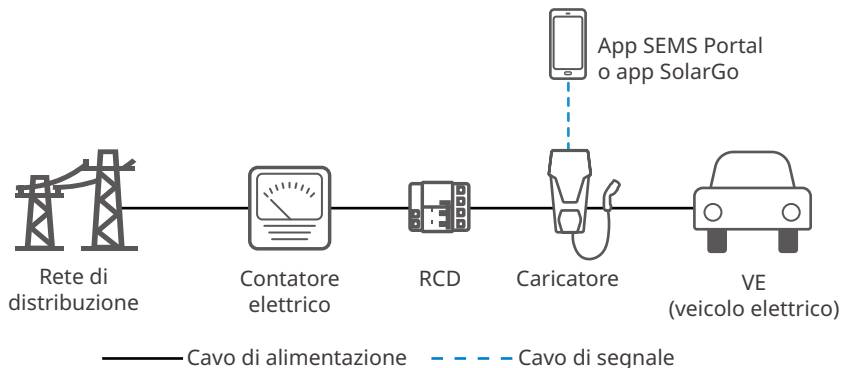 App SEMS Portal
o app SolarGo
Rete di
distribuzione
Contatore
elettrico
RCD
Caricatore
VE
(veicolo elettrico)
Cavo di alimentazione
Cavo di segnale